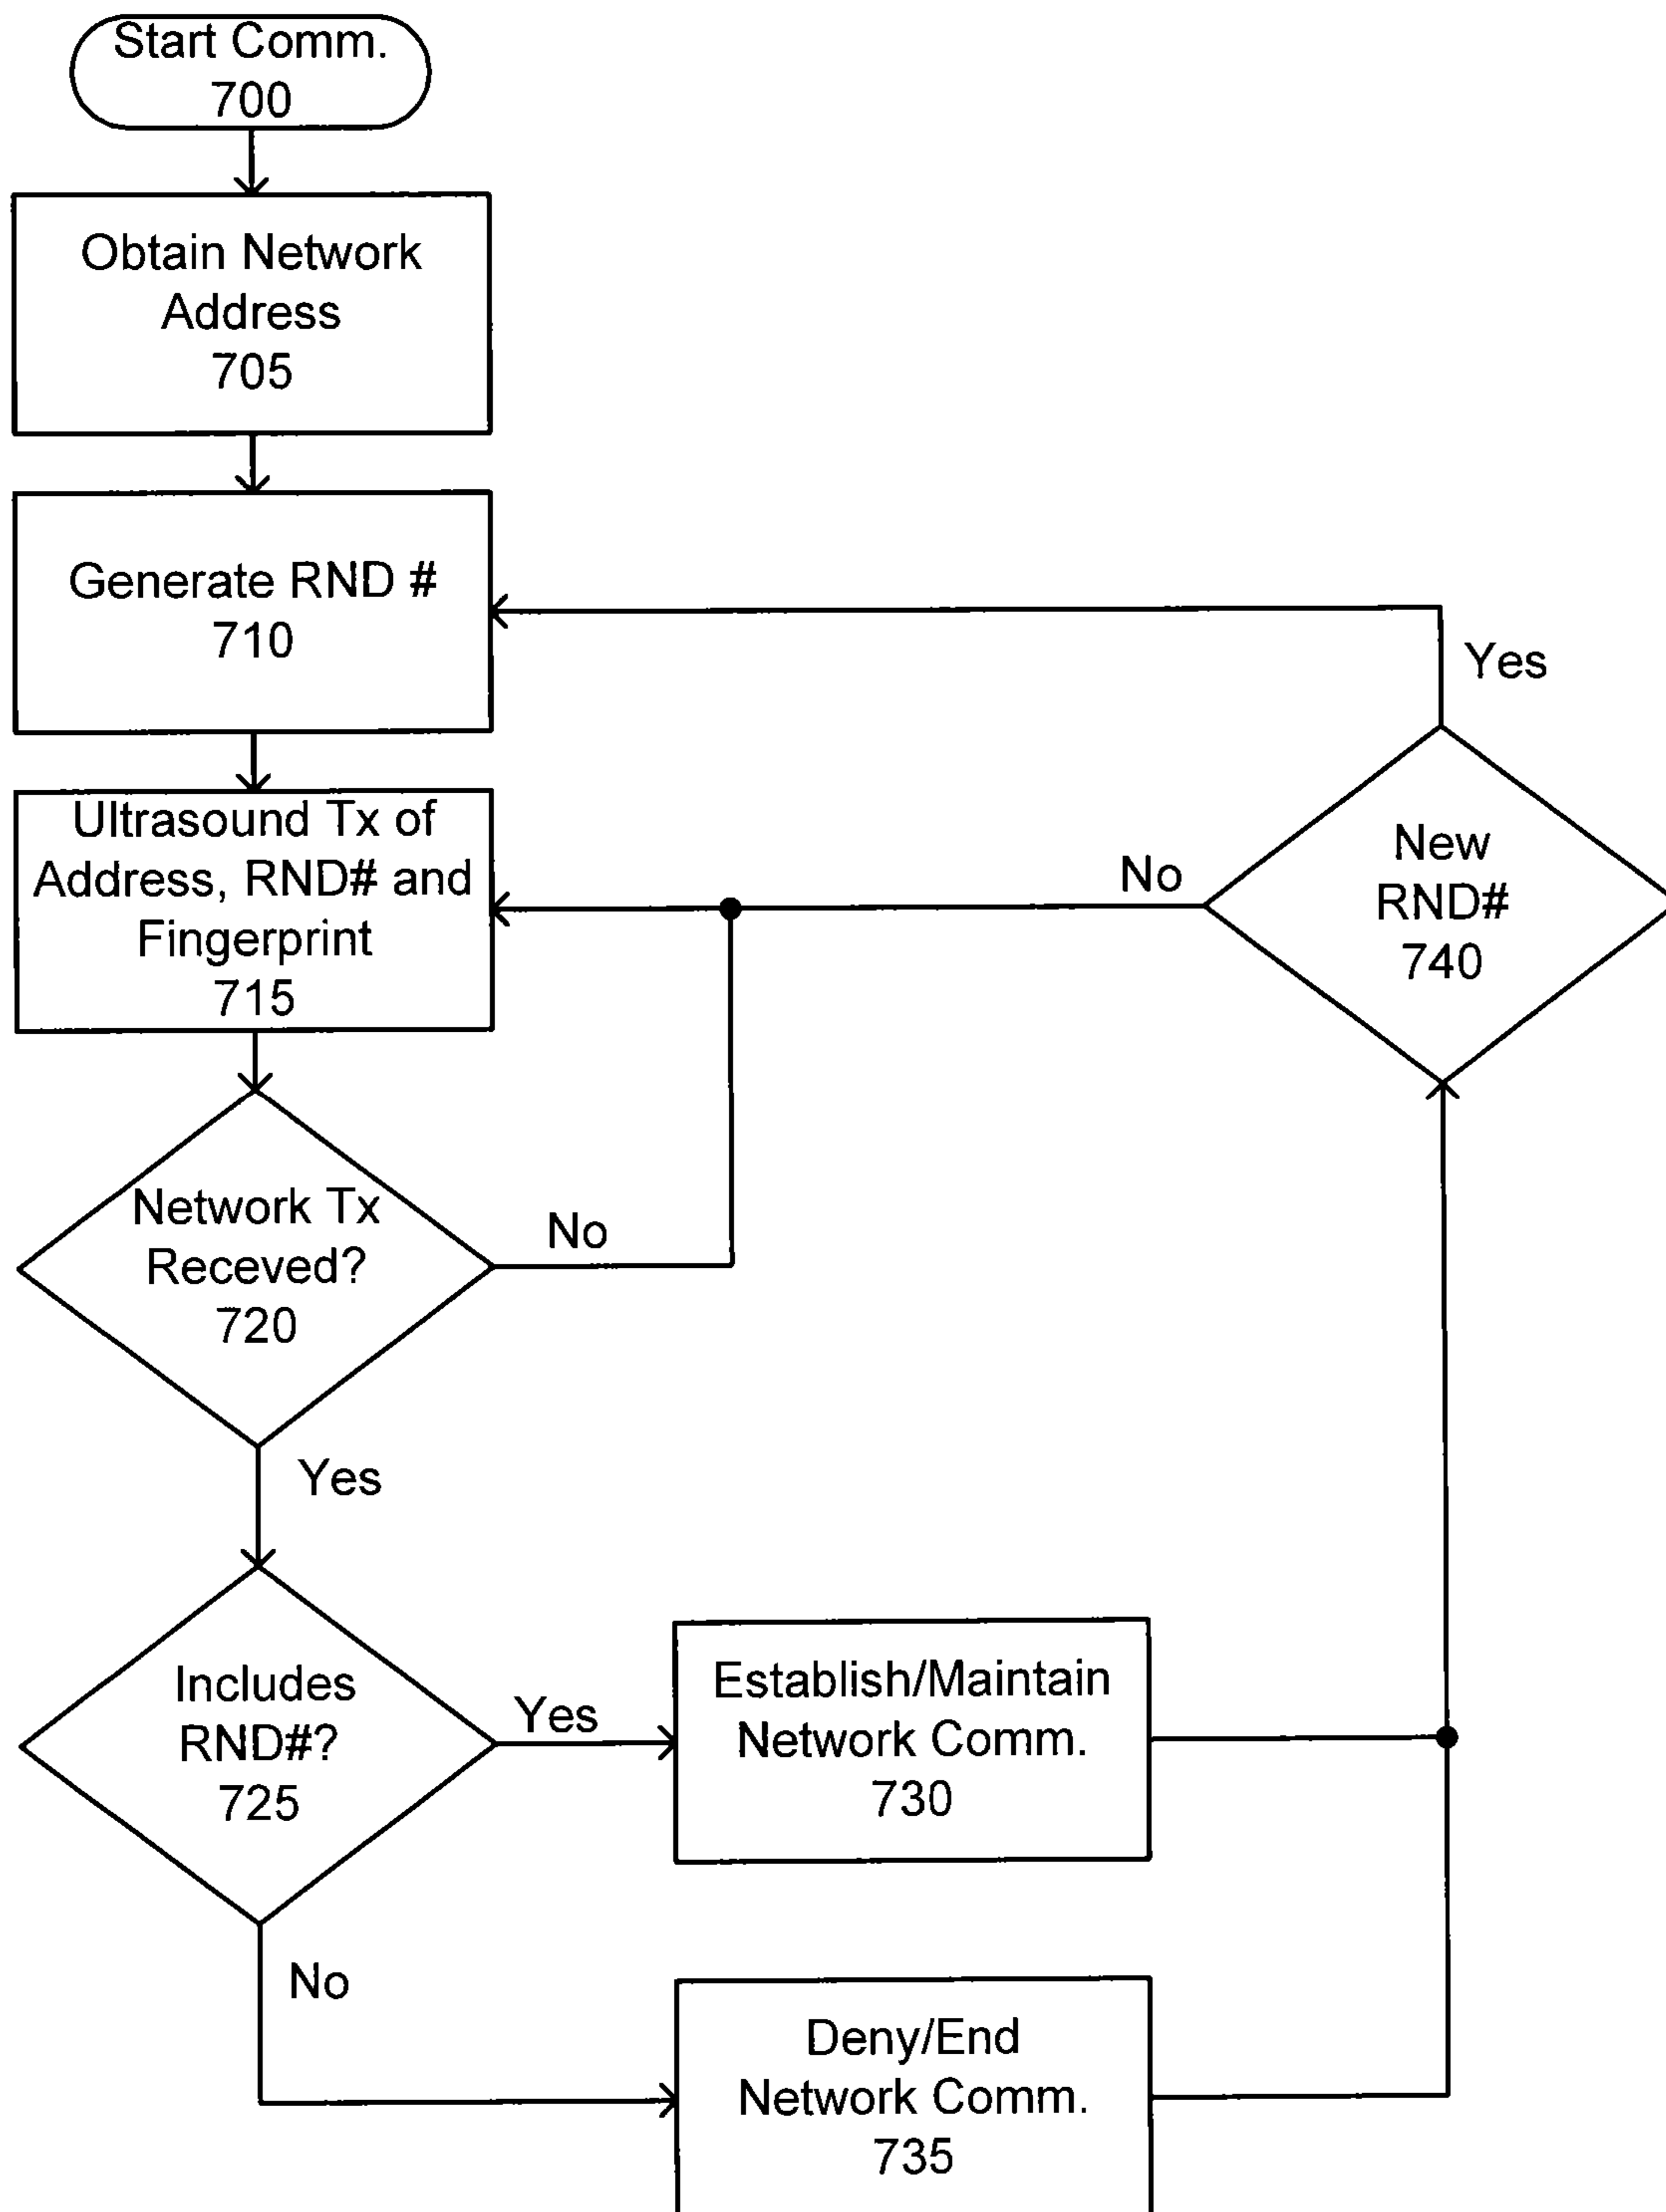 Start Comm.
700
Obtain Network
Address
705
Generate RND #
710
Yes
Ultrasound Tx of
Address, RND# and
Fingerprint
715
No
New
RND#
740
Network Tx
Receved?
720
No
Yes
Includes
RND#?
725
Yes
Establish/Maintain
Network Comm.
730
No
Deny/End
Network Comm.
735